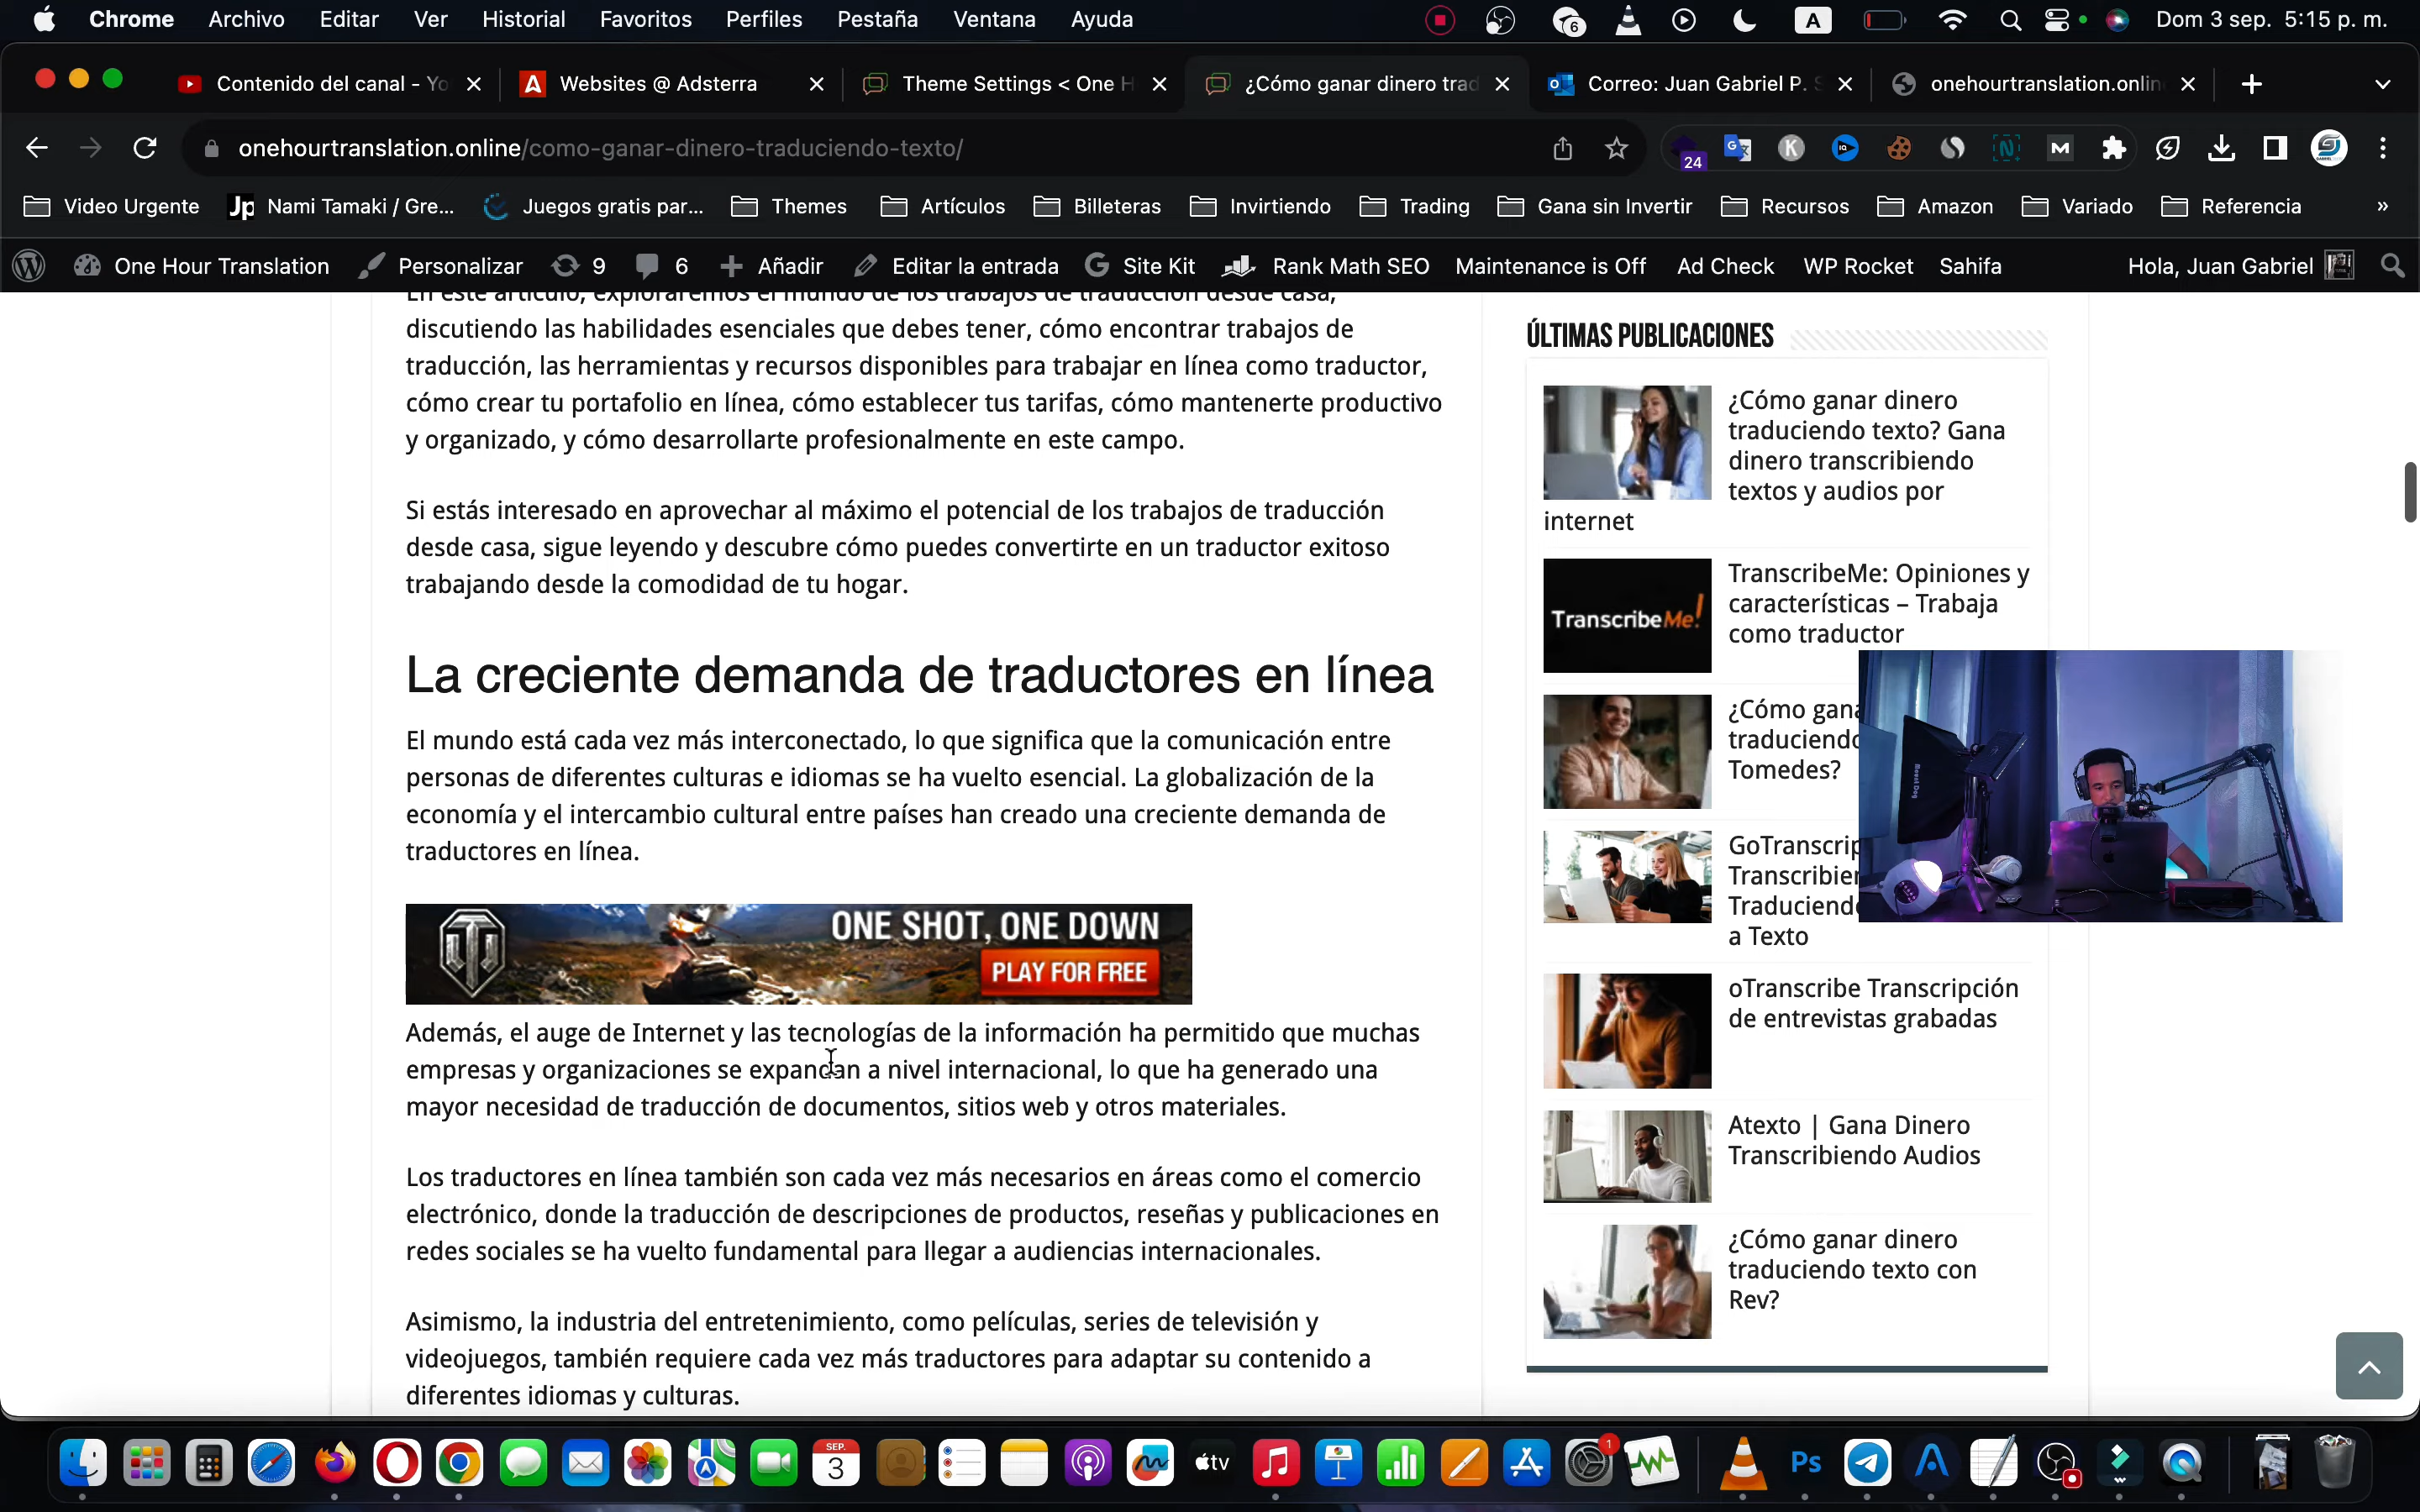 Chrome Archivo Editar Ver Historial Favoritos Perfiles Pestaña Ventana Ayuda 6 A Dom 3 sep. 5:15 p. m.
Contenido del canal - Yo Websites @ Adsterra Theme Settings < One H ¿Cómo ganar dinero trad Correo: Juan Gabriel P. S onehourtranslation.onlin
onehourtranslation.online/como-ganar-dinero-traduciendo-texto/ 24
Video Urgente Jp Nami Tamaki / Gre... Juegos gratis par... Themes Artículos Billeteras Invirtiendo Trading Gana sin Invertir Recursos Amazon Variado Referencia »
One Hour Translation Personalizar 9 6 Añadir Editar la entrada Site Kit Rank Math SEO Maintenance is Off Ad Check WP Rocket Sahifa Hola, Juan Gabriel
En este artículo, exploraremos el mundo de los trabajos de traducción desde casa,
discutiendo las habilidades esenciales que debes tener, cómo encontrar trabajos de
traducción, las herramientas y recursos disponibles para trabajar en línea como traductor,
cómo crear tu portafolio en línea, cómo establecer tus tarifas, cómo mantenerte productivo
y organizado, y cómo desarrollarte profesionalmente en este campo.
Si estás interesado en aprovechar al máximo el potencial de los trabajos de traducción
desde casa, sigue leyendo y descubre cómo puedes convertirte en un traductor exitoso
trabajando desde la comodidad de tu hogar.
La creciente demanda de traductores en línea
El mundo está cada vez más interconectado, lo que significa que la comunicación entre
personas de diferentes culturas e idiomas se ha vuelto esencial. La globalización de la
economía y el intercambio cultural entre países han creado una creciente demanda de
traductores en línea.
ONE SHOT, ONE DOWN
PLAY FOR FREE
Además, el auge de Internet y las tecnologías de la información ha permitido que muchas
empresas y organizaciones se expandan a nivel internacional, lo que ha generado una
mayor necesidad de traducción de documentos, sitios web y otros materiales.
Los traductores en línea también son cada vez más necesarios en áreas como el comercio
electrónico, donde la traducción de descripciones de productos, reseñas y publicaciones en
redes sociales se ha vuelto fundamental para llegar a audiencias internacionales.
Asimismo, la industria del entretenimiento, como películas, series de televisión y
videojuegos, también requiere cada vez más traductores para adaptar su contenido a
diferentes idiomas y culturas.
ÚLTIMAS PUBLICACIONES
¿Cómo ganar dinero
traduciendo texto? Gana
dinero transcribiendo
textos y audios por
internet
TranscribeMe!
TranscribeMe: Opiniones y
características – Trabaja
como traductor
¿Cómo gana
traduciendo
Tomedes?
GoTranscrip
Transcribien
Traduciendo
a Texto
oTranscribe Transcripción
de entrevistas grabadas
Atexto | Gana Dinero
Transcribiendo Audios
¿Cómo ganar dinero
traduciendo texto con
Rev?
SEP.
3
tv
1
Ps